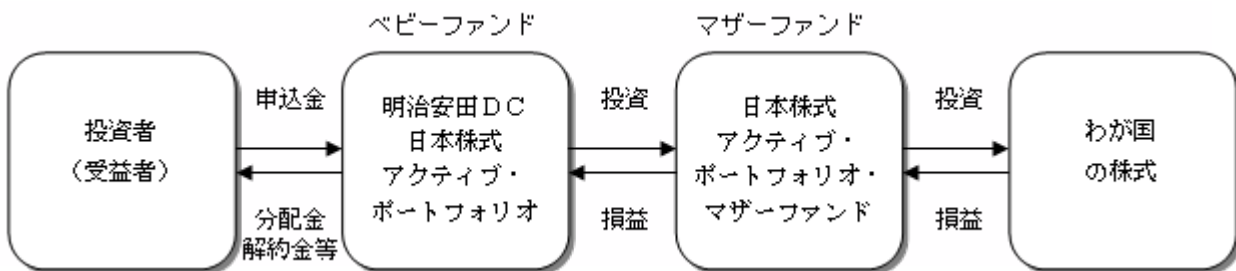 ベビーファンド
マザーファンド
投資者
(受益者)
申込金
分配金
解約金等
明治安田DC
日本株式
アクティブ・
ポートフォリオ
投資
損益
日本株式
アクティブ・
ポートフォリオ・
マザーファンド
投資
損益
わが国
の株式